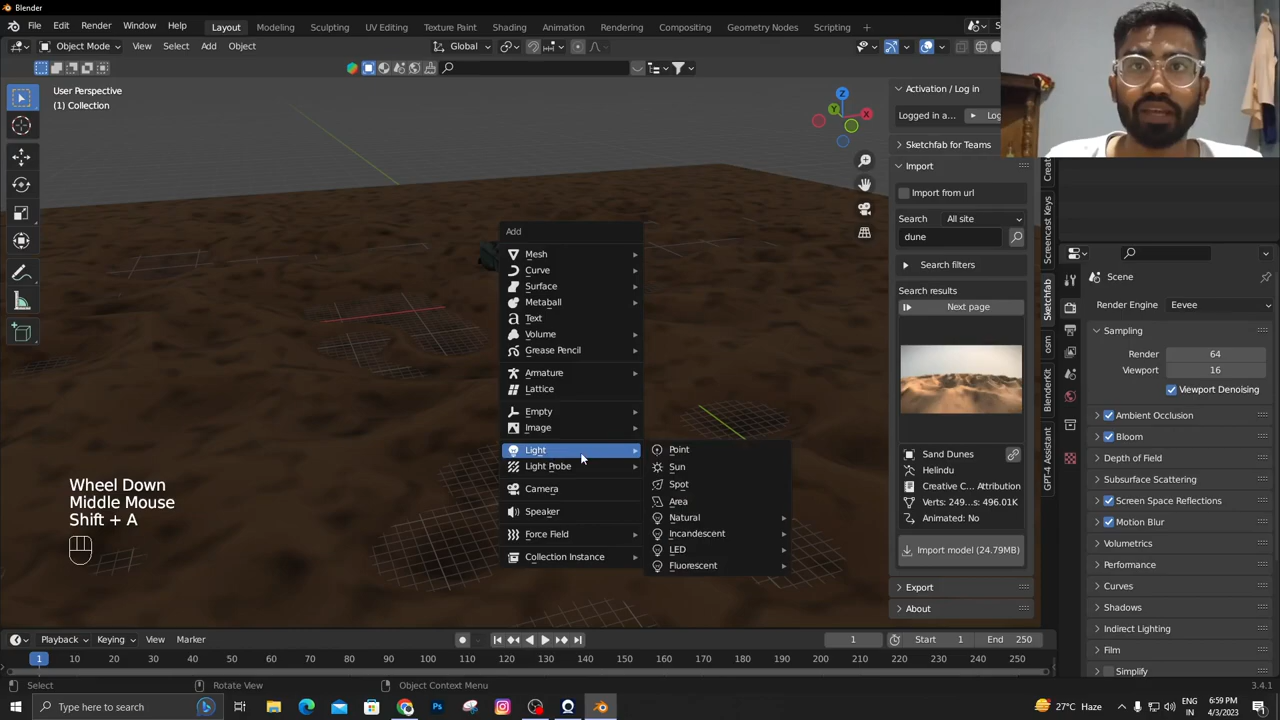 Blender
File Edit Render Window Help Layout Modeling Sculpting UV Editing Texture Paint Shading Animation Rendering Compositing Geometry Nodes Scripting +
Object Mode View Select Add Object Global
User Perspective
(1) Collection
Z
Y
X
Add
Mesh
Curve
Surface
Metaball
Text
Volume
Grease Pencil
Armature
Lattice
Empty
Image
Light
Light Probe
Camera
Speaker
Force Field
Collection Instance
Point
Sun
Spot
Area
Natural
Incandescent
LED
Fluorescent
Wheel Down
Middle Mouse
Shift + A
Activation / Log in
Logged in a...
Sketchfab for Teams
Import
Import from url
Search All site
dune
Search filters
Search results
Next page
Sand Dunes
Helindu
Creative C... Attribution
Verts: 249... 496.01K
Animated: No
Import model (24.79MB)
Export
About
Screencast Keys
Sketchfab
osm
BlenderKit
GPT-4 Assistant
Scene
Render Engine Eevee
Sampling
Render 64
Viewport 16
Viewport Denoising
Ambient Occlusion
Bloom
Depth of Field
Subsurface Scattering
Screen Space Reflections
Motion Blur
Volumetrics
Performance
Curves
Shadows
Indirect Lighting
Film
Simplify
Playback Keying View Marker 1 Start 1 End 250
1 10 20 30 40 50 60 70 80 90 100 110 120 130 140 150 160 170 180 190 200 210 220 230 240 250
Select Rotate View Object Context Menu 3.4.1
Type here to search 27°C Haze ENG 6:59 PM
IN 4/3/2023